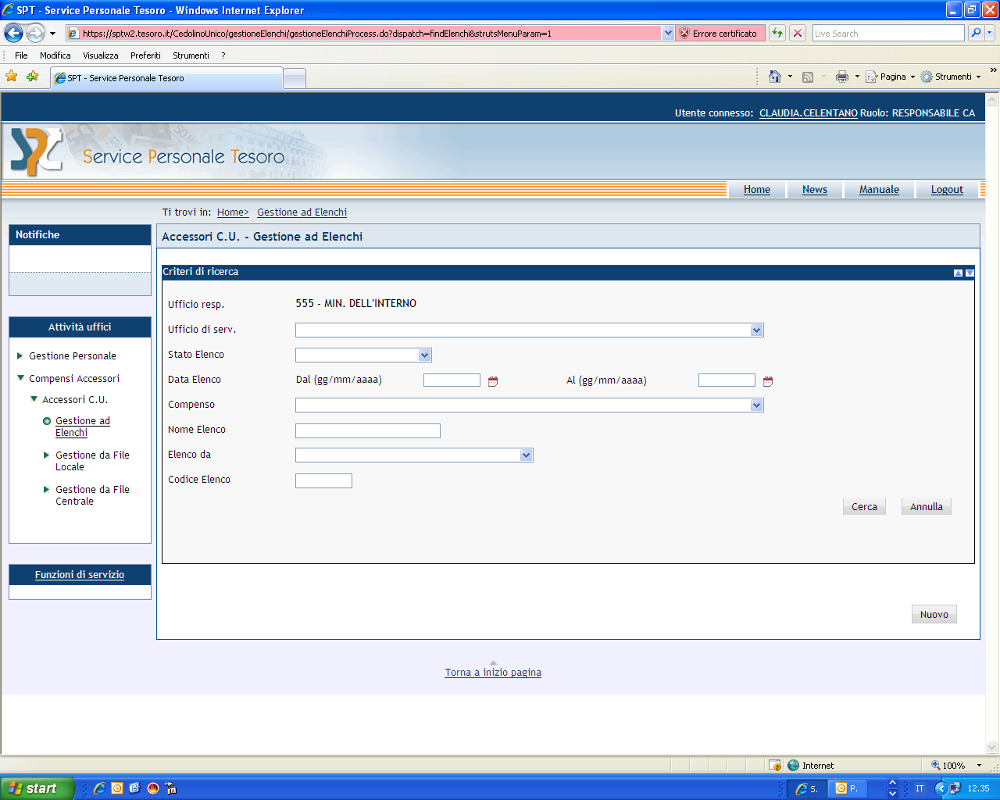 SPT - Service Personale Tesoro - Windows Internet Explorer
https://sptw2.tesoro.it/CedolinoUnico/gestioneElenchi/gestioneElenchiProcess.do?dispatch=findElenchi&strutsMenuParam=1
Errore certificato
Live Search
File Modifica Visualizza Preferiti Strumenti ?
SPT - Service Personale Tesoro
Pagina
Strumenti
Utente connesso: CLAUDIA.CELENTANO Ruolo: RESPONSABILE CA
Service Personale Tesoro
Home News Manuale Logout
Ti trovi in: Home> Gestione ad Elenchi
Notifiche
Attività uffici
Gestione Personale
Compensi Accessori
Accessori C.U.
Gestione ad
Elenchi
Gestione da File
Locale
Gestione da File
Centrale
Funzioni di servizio
Accessori C.U. - Gestione ad Elenchi
Criteri di ricerca
Ufficio resp. 555 - MIN. DELL'INTERNO
Ufficio di serv.
Stato Elenco
Data Elenco Dal (gg/mm/aaaa) Al (gg/mm/aaaa)
Compenso
Nome Elenco
Elenco da
Codice Elenco
Cerca Annulla
Nuovo
Torna a inizio pagina
Internet
100%
start
S.
P.
IT
12.35